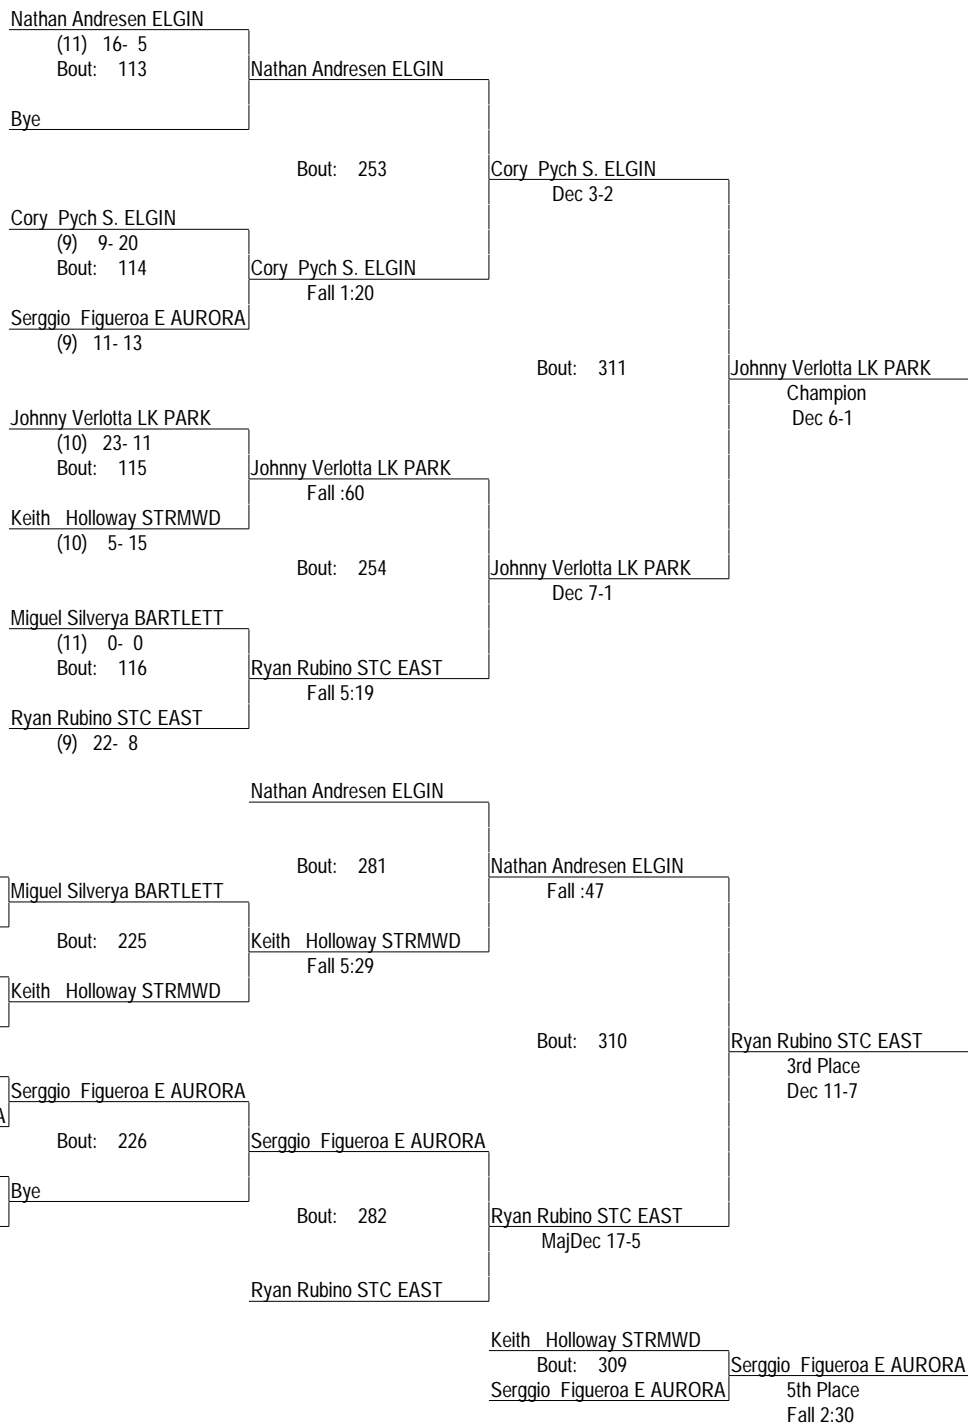 Nathan Andresen ELGIN
(11) 16- 5
Bout: 113
Nathan Andresen ELGIN
Bye
Bout: 253
Cory Pych S. ELGIN
Dec 3-2
Cory Pych S. ELGIN
(9) 9- 20
Bout: 114
Cory Pych S. ELGIN
Fall 1:20
Serggio Figueroa E AURORA
(9) 11- 13
Bout: 311
Johnny Verlotta LK PARK
Champion
Dec 6-1
Johnny Verlotta LK PARK
(10) 23- 11
Bout: 115
Johnny Verlotta LK PARK
Fall :60
Keith Holloway STRMWD
(10) 5- 15
Bout: 254
Johnny Verlotta LK PARK
Dec 7-1
Miguel Silverya BARTLETT
(11) 0- 0
Bout: 116
Ryan Rubino STC EAST
Fall 5:19
Ryan Rubino STC EAST
(9) 22- 8
Nathan Andresen ELGIN
Bout: 281
Nathan Andresen ELGIN
Fall :47
Miguel Silverya BARTLETT
Bout: 225
Keith Holloway STRMWD
Fall 5:29
Keith Holloway STRMWD
Bout: 310
Ryan Rubino STC EAST
3rd Place
Dec 11-7
Serggio Figueroa E AURORA
A
Bout: 226
Serggio Figueroa E AURORA
Bye
Bout: 282
Ryan Rubino STC EAST
MajDec 17-5
Ryan Rubino STC EAST
Keith Holloway STRMWD
Bout: 309
Serggio Figueroa E AURORA
Serggio Figueroa E AURORA
5th Place
Fall 2:30